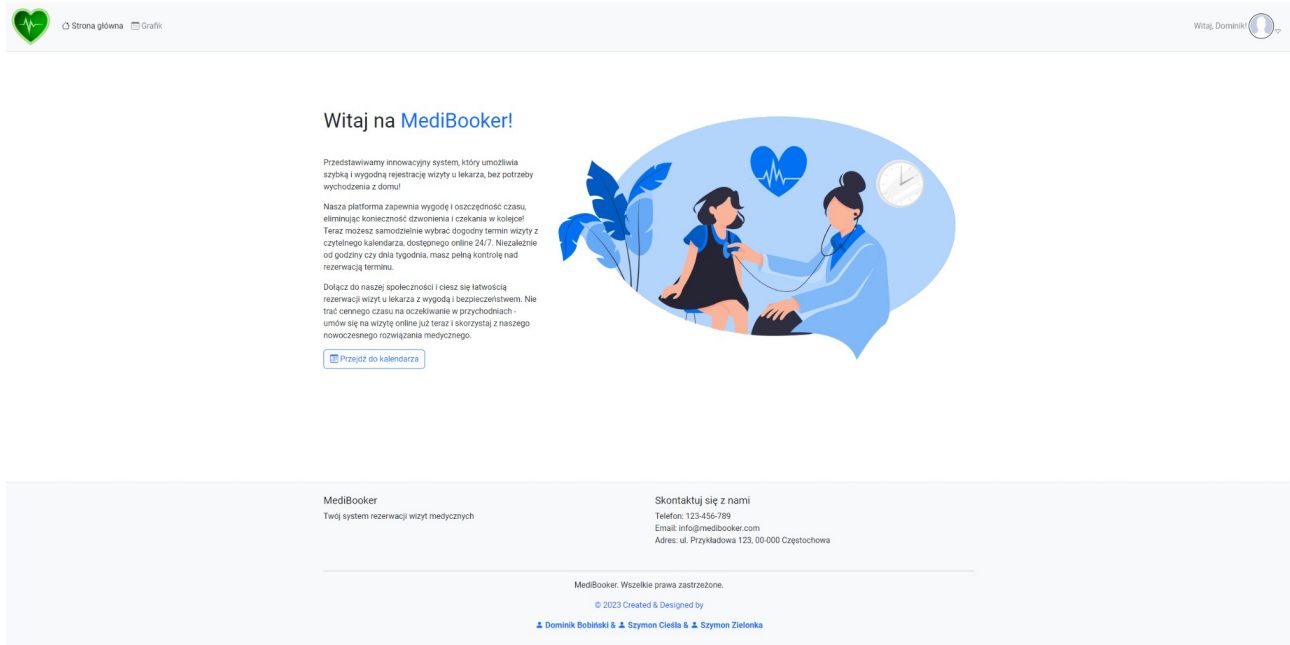 Strona główna Grafik
Witaj, Dominik!
Witaj na MediBooker!
Przedstawiwamy innowacyjny system, który umożliwia
szybką i wygodną rejestrację wizyty u lekarza, bez potrzeby
wychodzenia z domu!
Nasza platforma zapewnia wygodę i oszczędność czasu,
eliminując konieczność dzwonienia i czekania w kolejce!
Teraz możesz samodzielnie wybrać dogodny termin wizyty z
czytelnego kalendarza, dostępnego online 24/7. Niezależnie
od godziny czy dnia tygodnia, masz pełną kontrolę nad
rezerwacją terminu.
Dołącz do naszej społeczności i ciesz się łatwością
rezerwacji wizyt u lekarza z wygodą i bezpieczeństwem. Nie
trać cennego czasu na oczekiwanie w przychodniach -
umów się na wizytę online już teraz i skorzystaj z naszego
nowoczesnego rozwiązania medycznego.
Przejdź do kalendarza
MediBooker
Twój system rezerwacji wizyt medycznych
Skontaktuj się z nami
Telefon: 123-456-789
Email: info@medibooker.com
Adres: ul. Przykładowa 123, 00-000 Częstochowa
MediBooker. Wszelkie prawa zastrzeżone.
© 2023 Created & Designed by
Dominik Bobiński & Szymon Cieśla & Szymon Zielonka